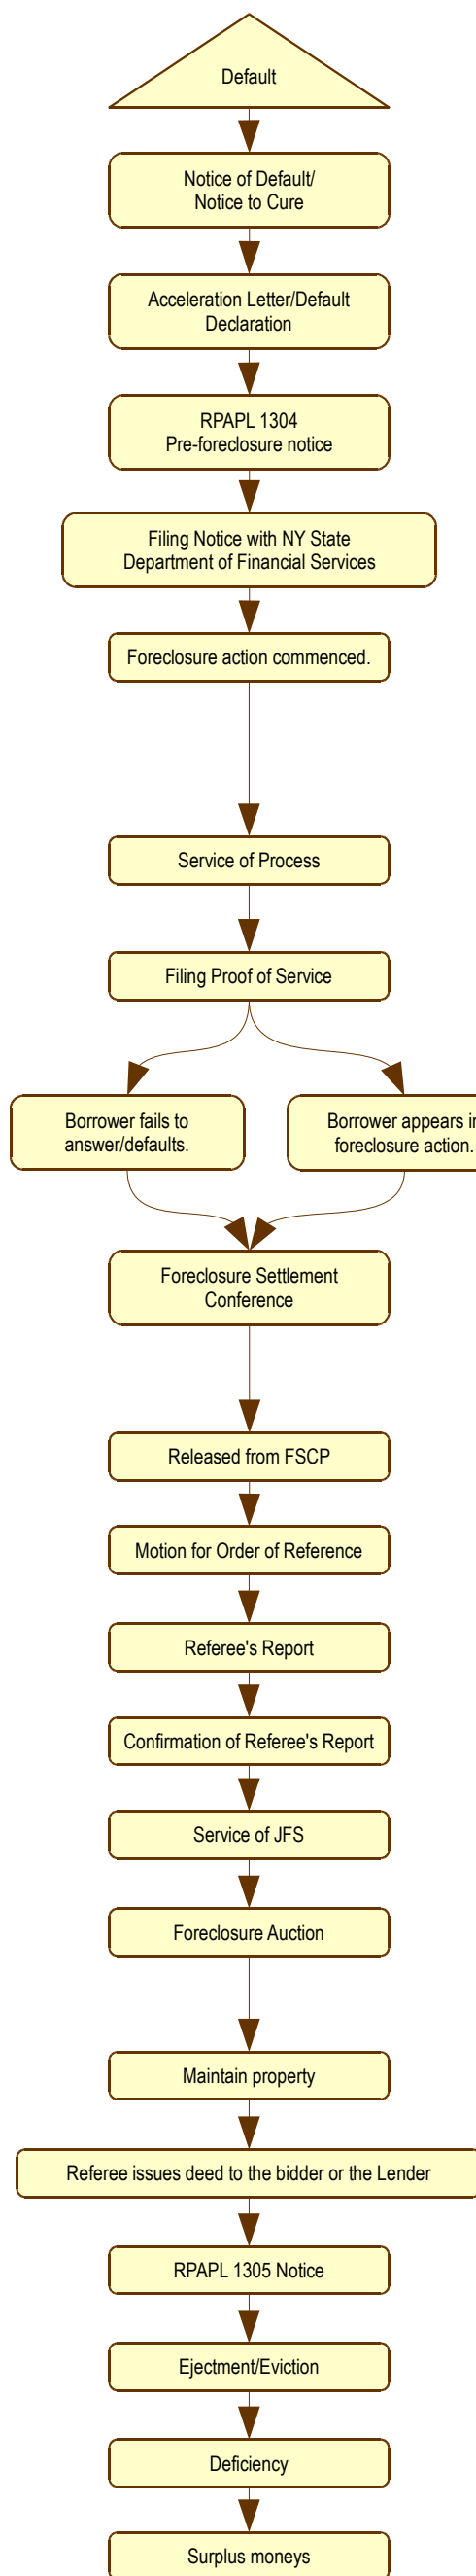 Default
Notice of Default/
Notice to Cure
Acceleration Letter/Default
Declaration
RPAPL 1304
Pre-foreclosure notice
Filing Notice with NY State
Department of Financial Services
Foreclosure action commenced.
Service of Process
Filing Proof of Service
Borrower fails to
answer/defaults.
Borrower appears in
foreclosure action.
Foreclosure Settlement
Conference
Released from FSCP
Motion for Order of Reference
Referee's Report
Confirmation of Referee's Report
Service of JFS
Foreclosure Auction
Maintain property
Referee issues deed to the bidder or the Lender
RPAPL 1305 Notice
Ejectment/Eviction
Deficiency
Surplus moneys